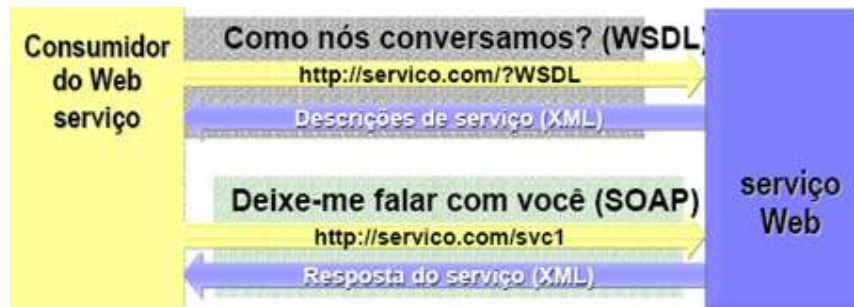 Consumidor
do Web
serviço
Como nós conversamos? (WSDL)
http://servico.com/?WSDL
Descrições de serviço (XML)
Deixe-me falar com você (SOAP)
http://servico.com/svc1
Resposta do serviço (XML)
serviço
Web